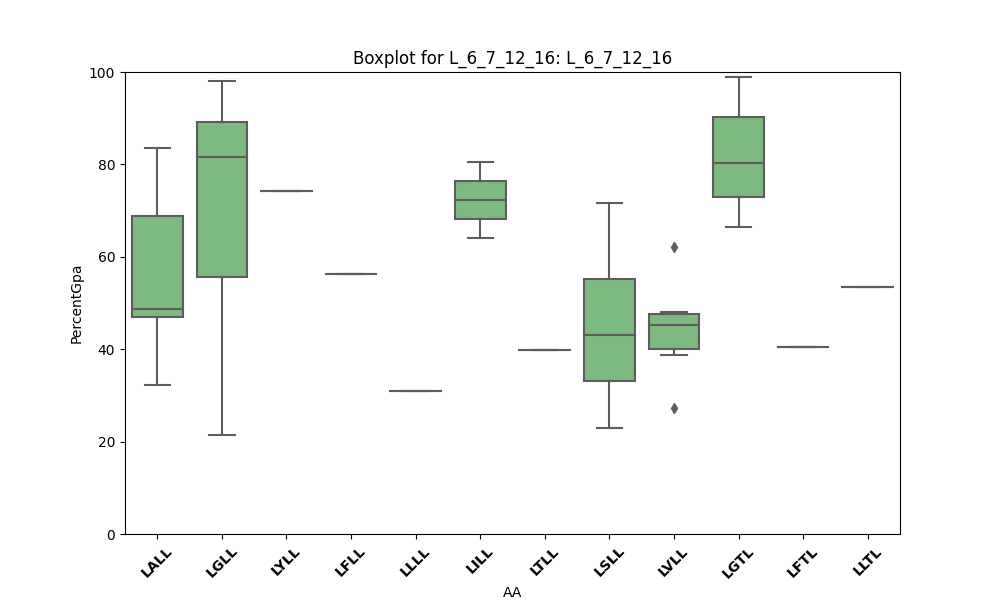 Boxplot for L_6_7_12_16: L_6_7_12_16
100
80
60
40
20
0
PercentGpa
LALL LGLL LYLL LFLL LLLL LILL LTLL LSLL LVLL LGTL LFTL LLTL
AA